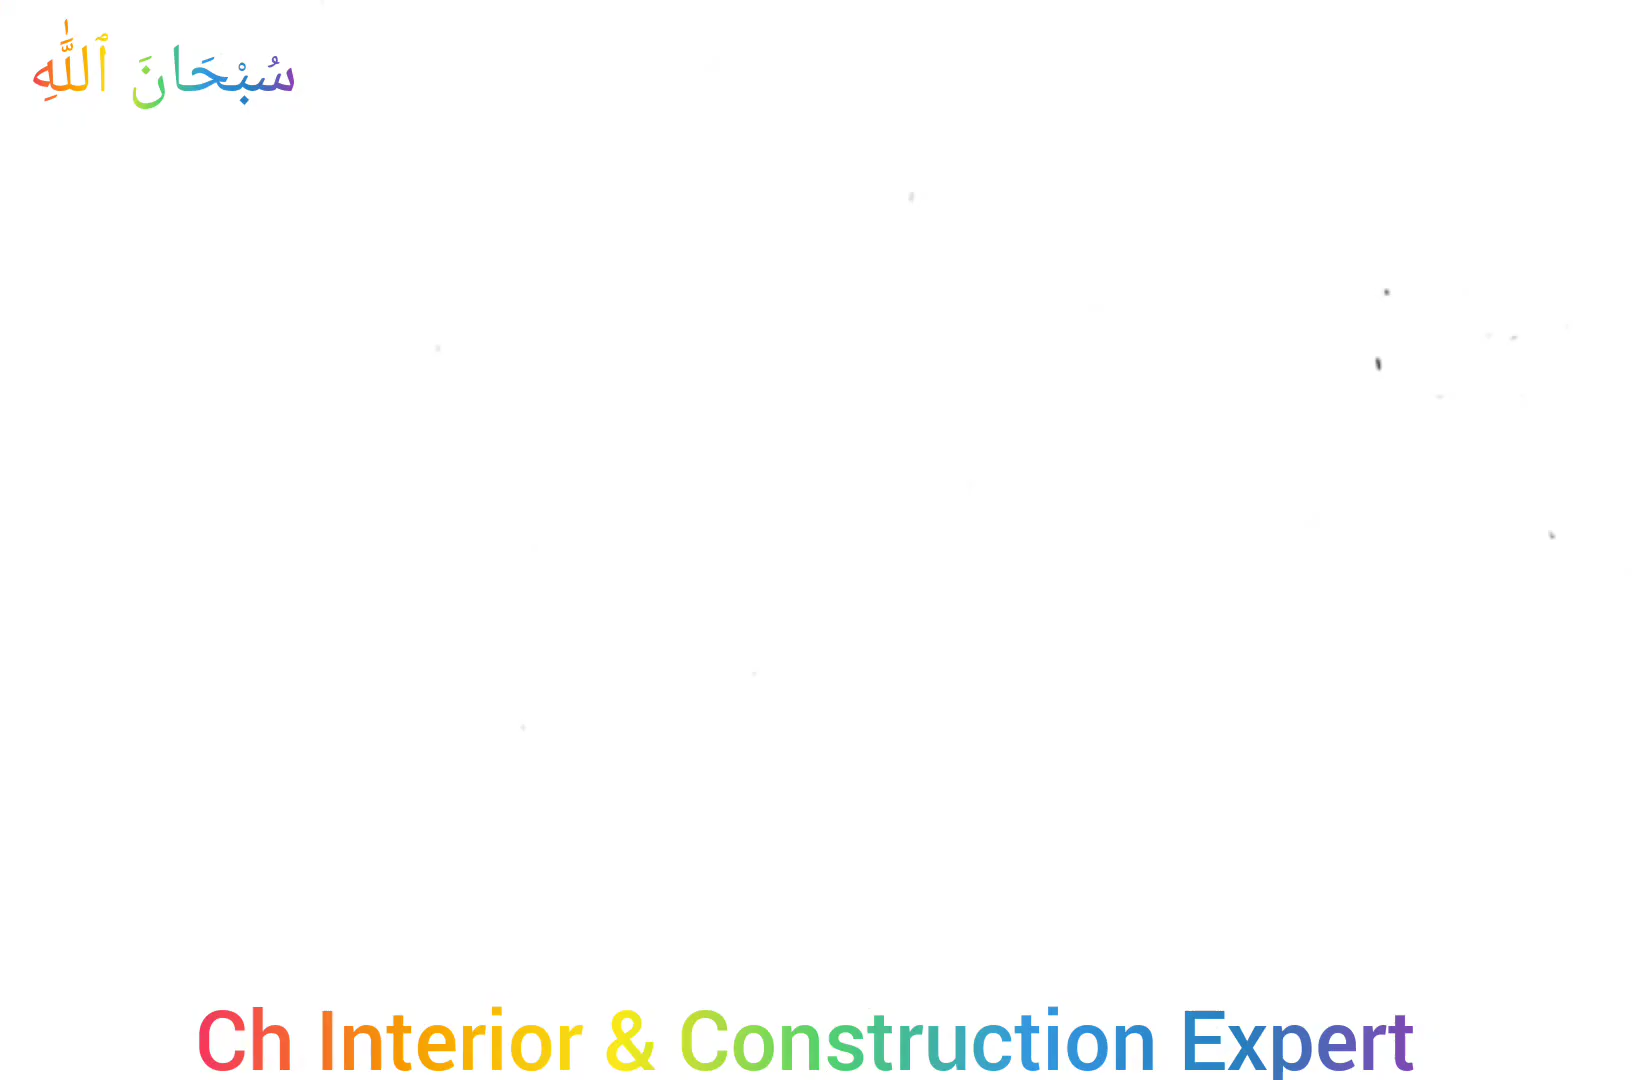 سُبْحَانَ ٱللَّٰهِ
Ch Interior & Construction Expert